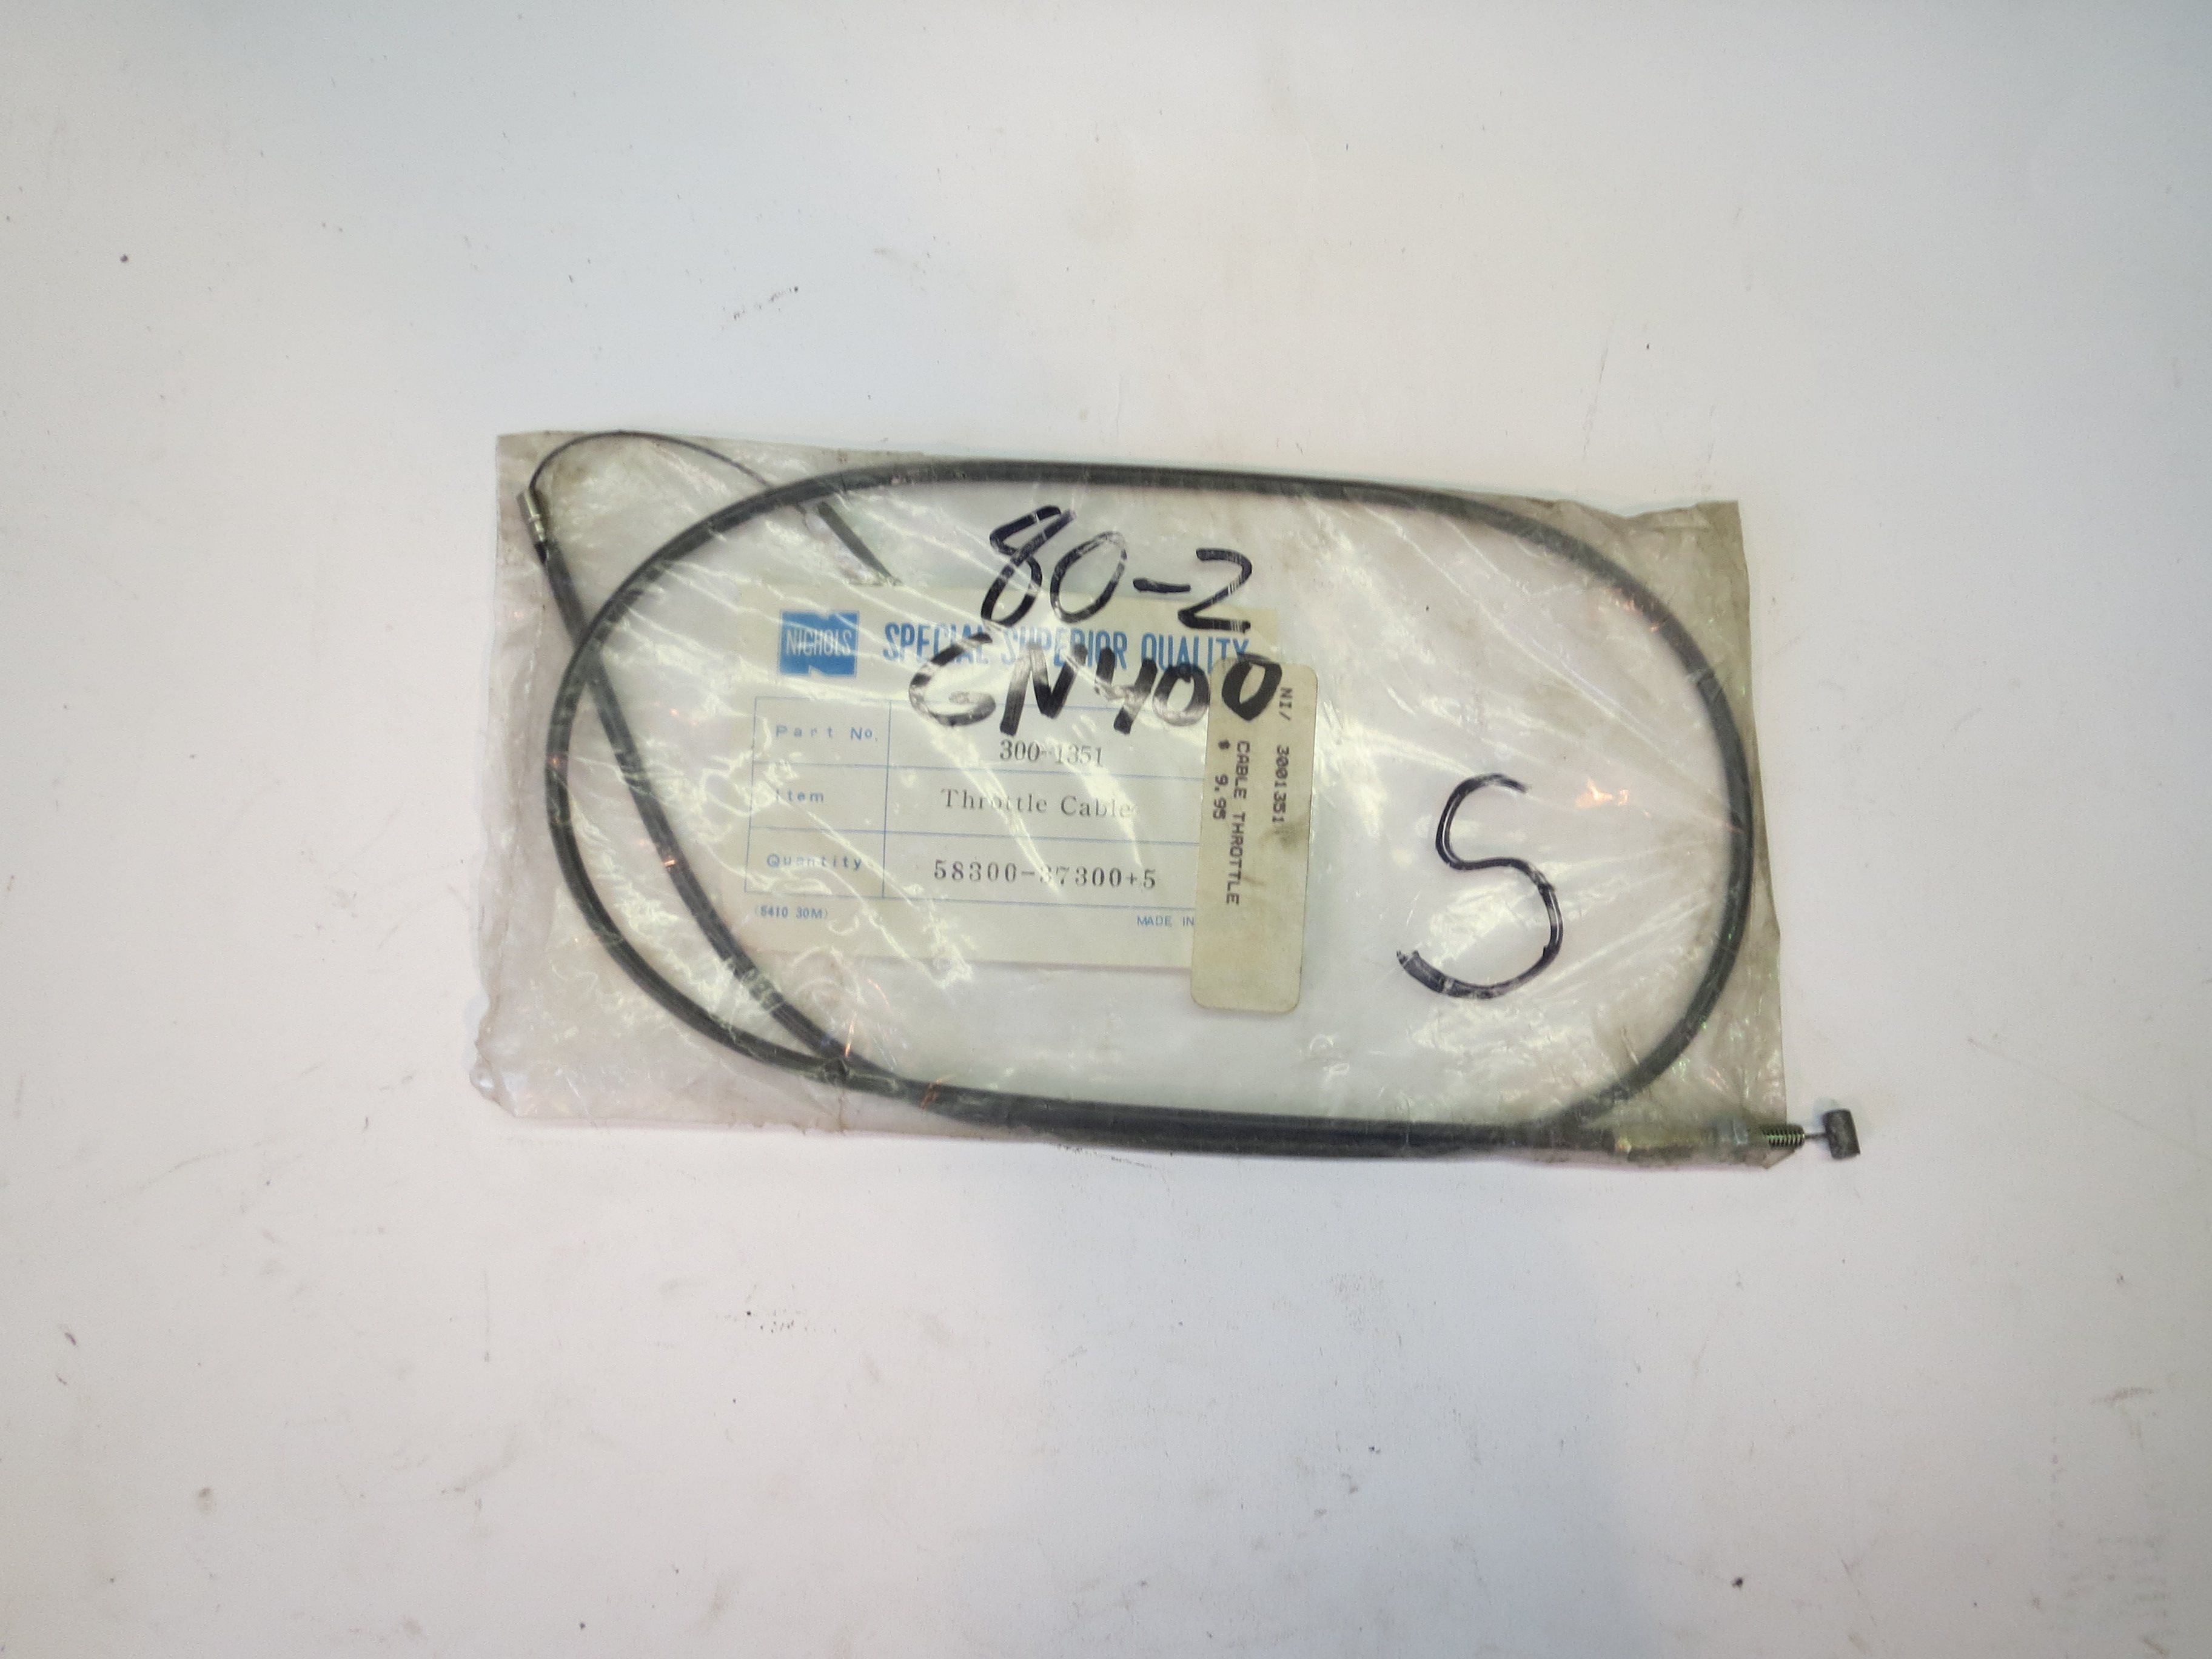 80-2
GN400
S
NICHOLS
SPECIAL SUPERIOR QUALITY
Part No. 300-1351
Item Throttle Cable
Quantity 58300-37300+5
(5410 30M) MADE IN
NI/ 3001351
CABLE THROTTLE
$ 9.95